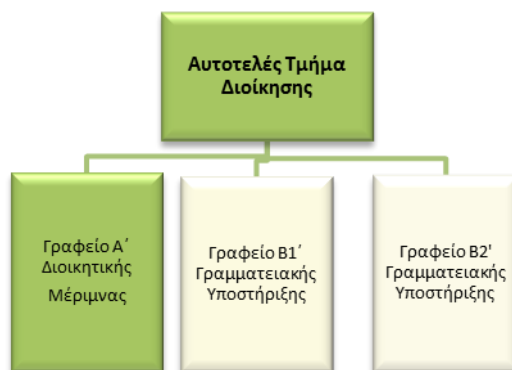 Αυτοτελές Τμήμα
Διοίκησης
Γραφείο Α΄
Διοικητικής
Μέριμνας
Γραφείο Β1΄
Γραμματειακής
Υποστήριξης
Γραφείο Β2'
Γραμματειακής
Υποστήριξης